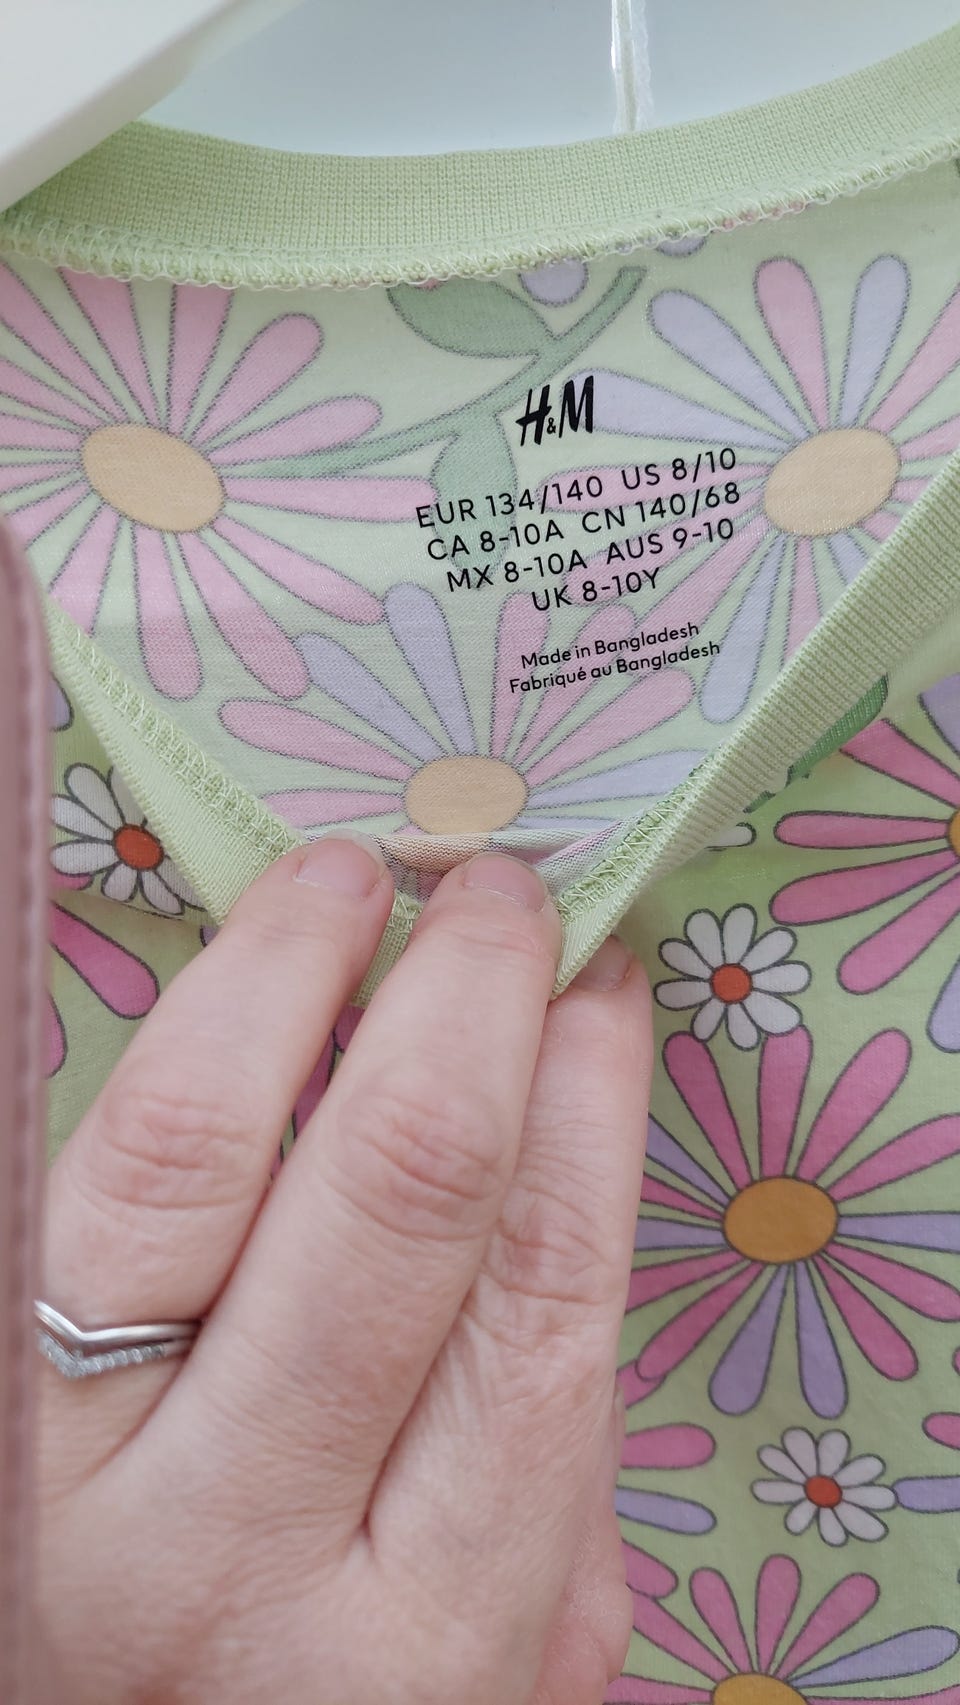 H&M
EUR 134/140 US 8/10
CA 8-10A CN 140/68
MX 8-10A AUS 9-10
UK 8-10Y
Made in Bangladesh
Fabriqué au Bangladesh